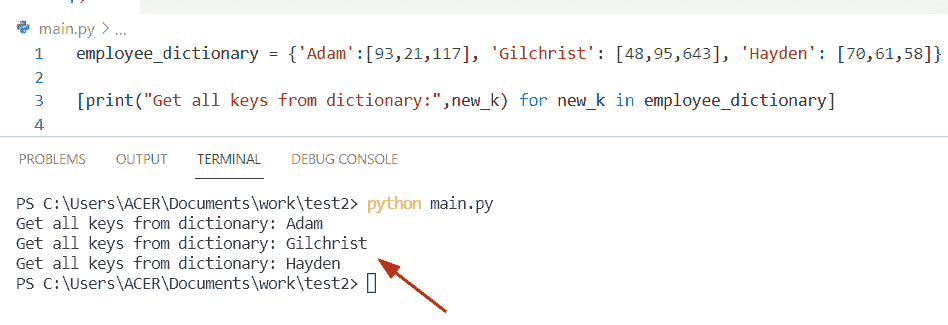 main.py > ...
1 employee_dictionary = {'Adam':[93,21,117], 'Gilchrist': [48,95,643], 'Hayden': [70,61,58]}
2
3 [print("Get all keys from dictionary:",new_k) for new_k in employee_dictionary]
4
PROBLEMS OUTPUT TERMINAL DEBUG CONSOLE
PS C:\Users\ACER\Documents\work\test2> python main.py
Get all keys from dictionary: Adam
Get all keys from dictionary: Gilchrist
Get all keys from dictionary: Hayden
PS C:\Users\ACER\Documents\work\test2>